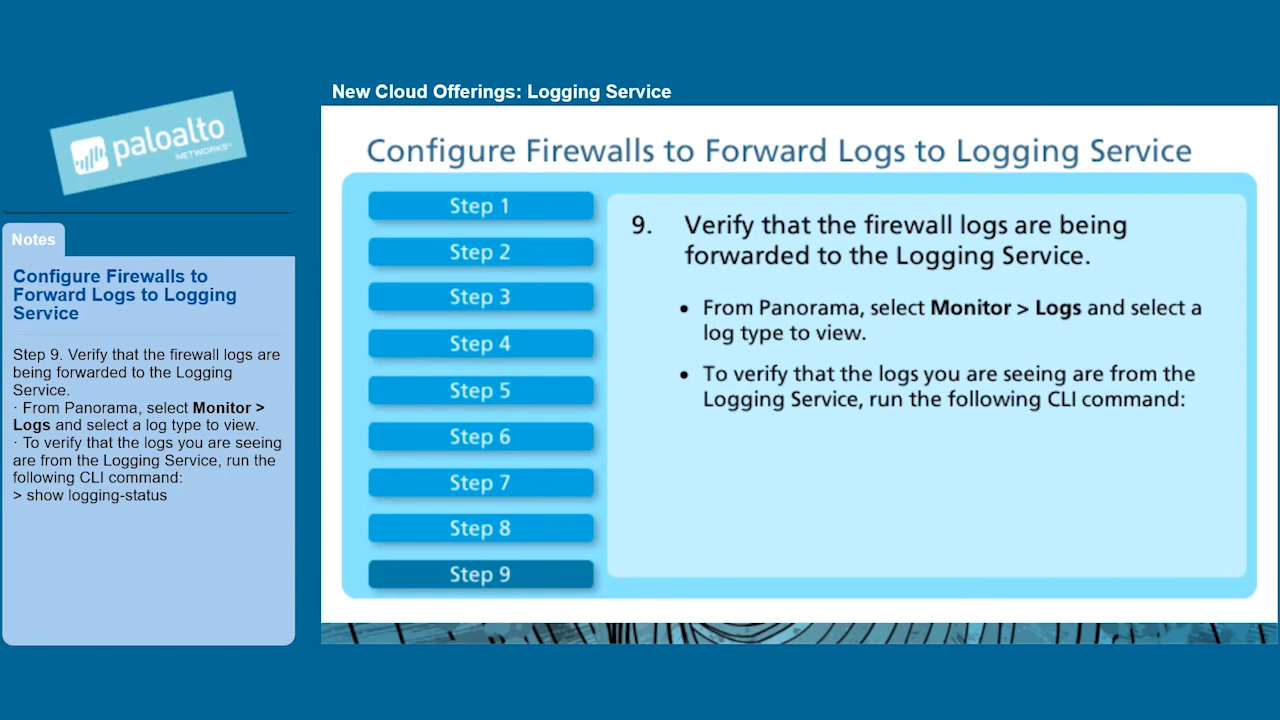 New Cloud Offerings: Logging Service
paloalto
NETWORKS
Notes
Configure Firewalls to
Forward Logs to Logging
Service
Step 9. Verify that the firewall logs are
being forwarded to the Logging
Service.
· From Panorama, select Monitor >
Logs and select a log type to view.
· To verify that the logs you are seeing
are from the Logging Service, run the
following CLI command:
> show logging-status
Configure Firewalls to Forward Logs to Logging Service
Step 1
Step 2
Step 3
Step 4
Step 5
Step 6
Step 7
Step 8
Step 9
9. Verify that the firewall logs are being
forwarded to the Logging Service.
• From Panorama, select Monitor > Logs and select a
log type to view.
• To verify that the logs you are seeing are from the
Logging Service, run the following CLI command: